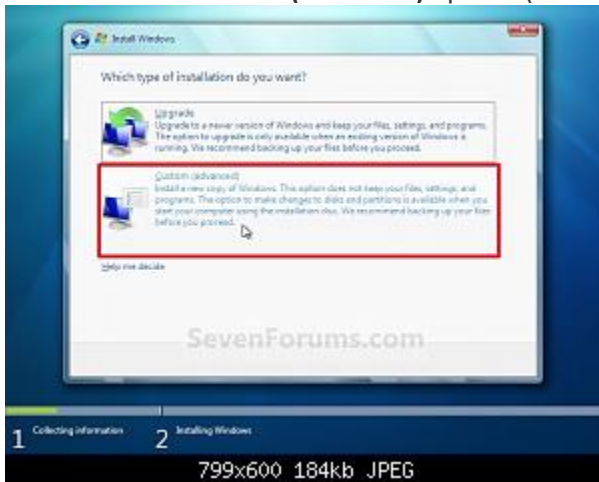 Install Windows
Which type of installation do you want?
Upgrade
Upgrade to a newer version of Windows and keep your files, settings, and programs.
The option to upgrade is only available when an existing version of Windows is
running. We recommend backing up your files before you proceed.
Custom (advanced)
Install a new copy of Windows. This option does not keep your files, settings, and
programs. The option to make changes to disks and partitions is available when you
start your computer using the installation disc. We recommend backing up your files
before you proceed.
Help me decide
SevenForums.com
1 Collecting information 2 Installing Windows
799x600 184kb JPEG